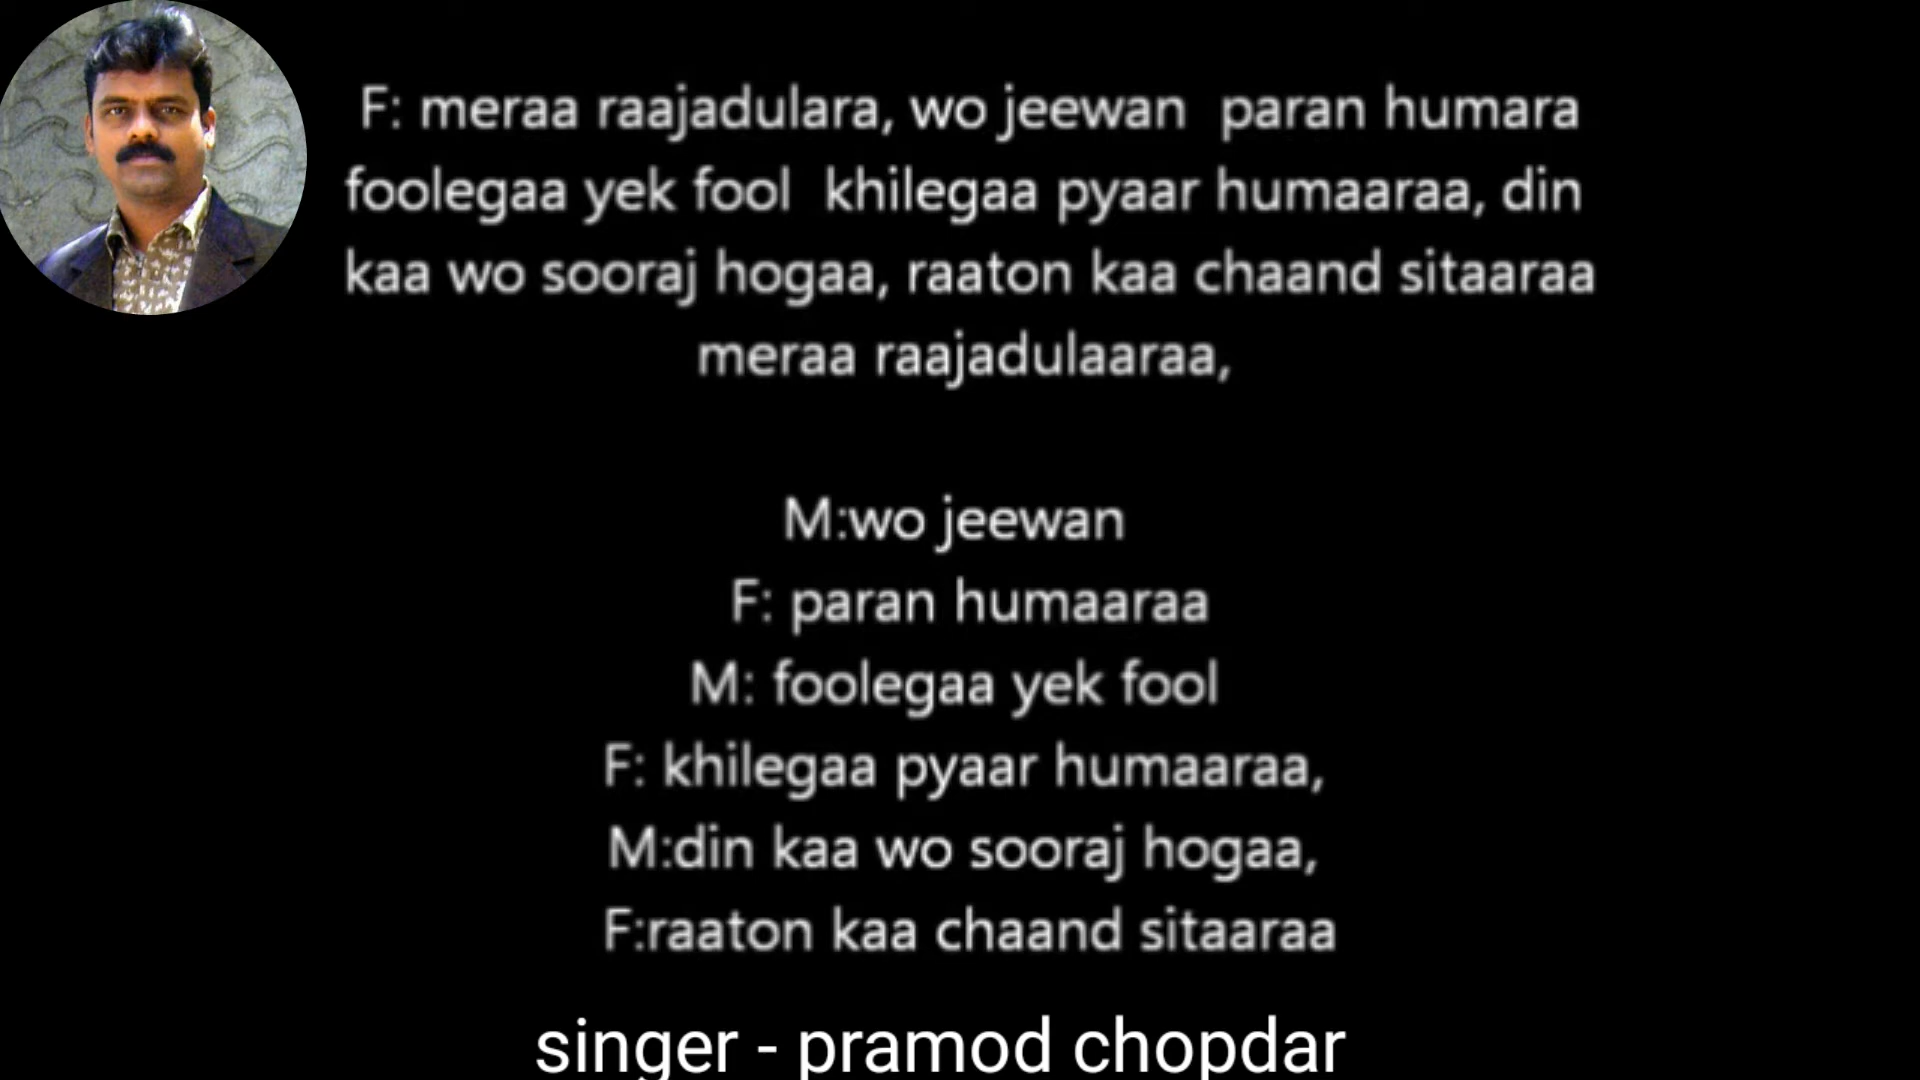 F: meraa raajadulara, wo jeewan  paran humara
foolegaa yek fool  khilegaa pyaar humaaraa, din
kaa wo sooraj hogaa, raaton kaa chaand sitaaraa
meraa raajadulaaraa,
M:wo jeewan
F: paran humaaraa
M: foolegaa yek fool
F: khilegaa pyaar humaaraa,
M:din kaa wo sooraj hogaa,
F:raaton kaa chaand sitaaraa
singer - pramod chopdar